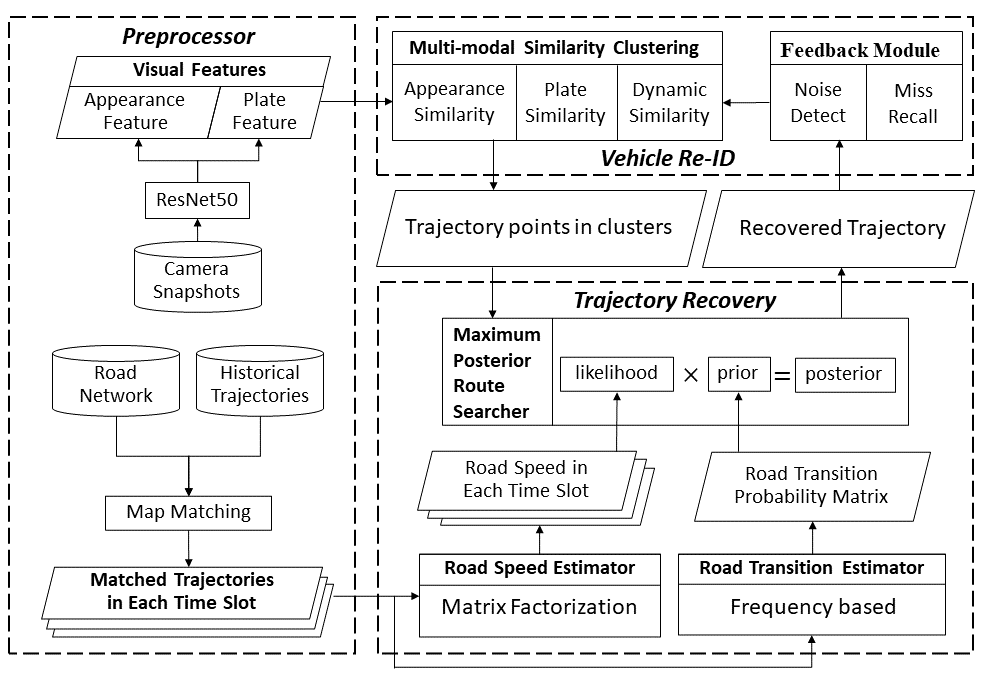 Preprocessor
Visual Features
Appearance
Feature
Plate
Feature
ResNet50
Camera
Snapshots
Road
Network
Historical
Trajectories
Map Matching
Matched Trajectories
in Each Time Slot
Multi-modal Similarity Clustering
Appearance
Similarity
Plate
Similarity
Dynamic
Similarity
Feedback Module
Noise
Detect
Miss
Recall
Vehicle Re-ID
Trajectory points in clusters
Recovered Trajectory
Trajectory Recovery
Maximum
Posterior
Route
Searcher
likelihood × prior = posterior
Road Speed in
Each Time Slot
Road Transition
Probability Matrix
Road Speed Estimator
Matrix Factorization
Road Transition Estimator
Frequency based